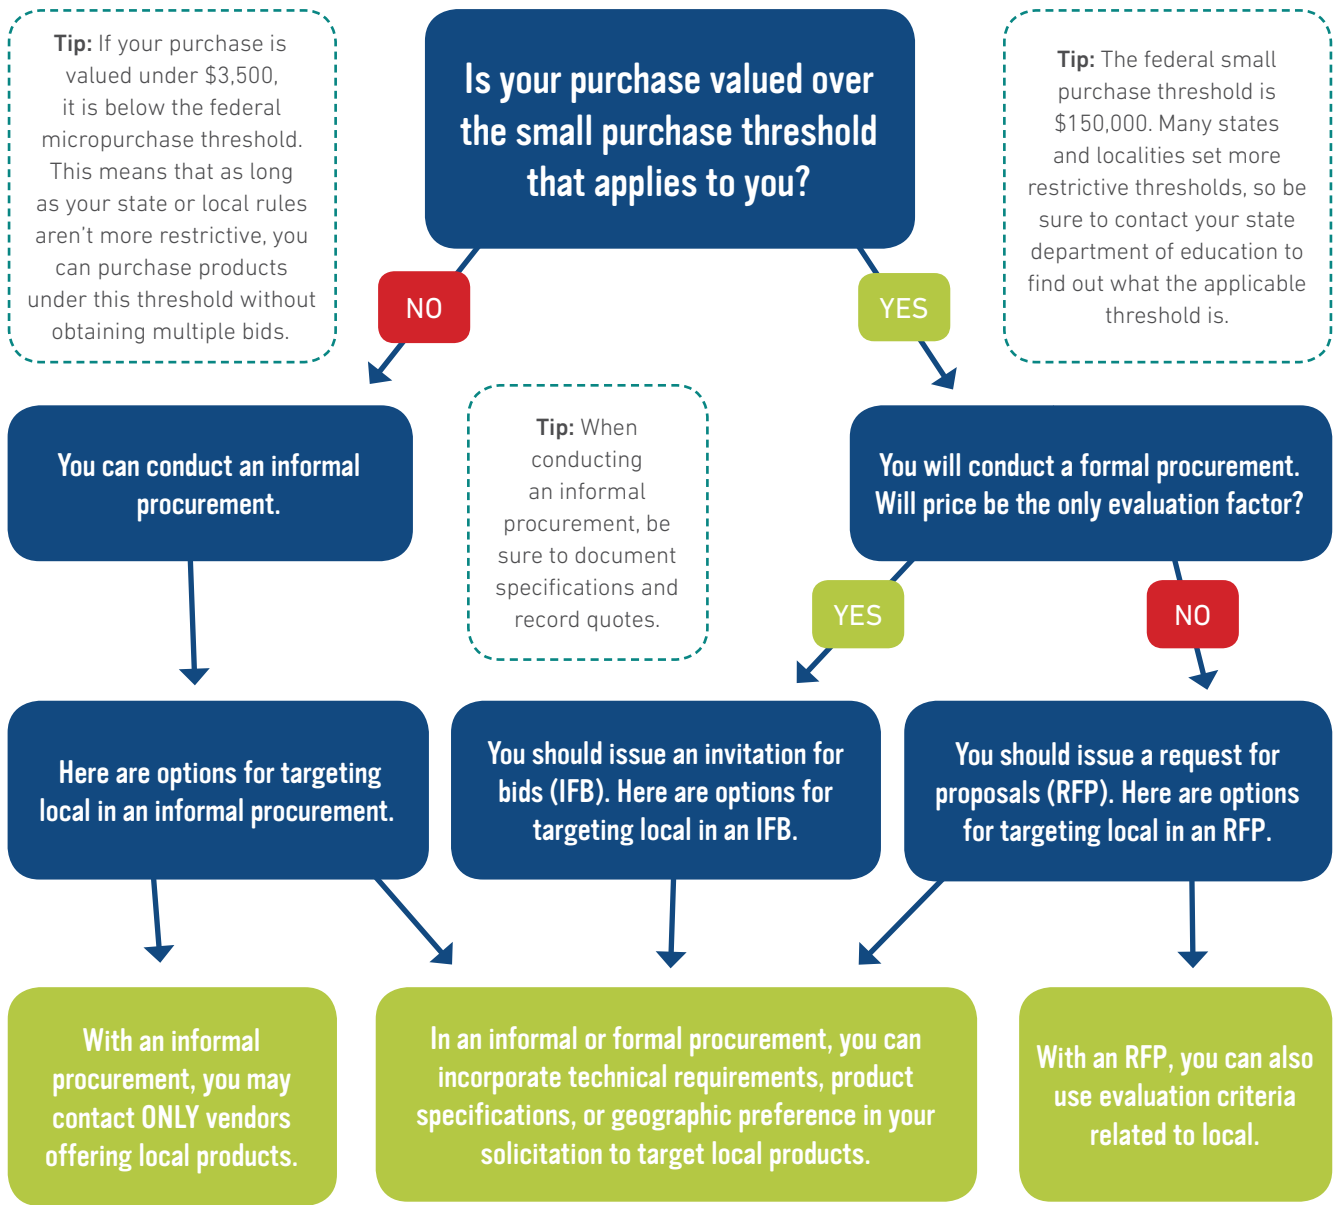 Tip: If your purchase is
valued under $3,500,
it is below the federal
micropurchase threshold.
This means that as long
as your state or local rules
aren't more restrictive, you
can purchase products
under this threshold without
obtaining multiple bids.
Is your purchase valued over
the small purchase threshold
that applies to you?
Tip: The federal small
purchase threshold is
$150,000. Many states
and localities set more
restrictive thresholds, so be
sure to contact your state
department of education to
find out what the applicable
threshold is.
NO
YES
You can conduct an informal
procurement.
Tip: When
conducting
an informal
procurement, be
sure to document
specifications and
record quotes.
You will conduct a formal procurement.
Will price be the only evaluation factor?
YES
NO
Here are options for targeting
local in an informal procurement.
You should issue an invitation for
bids (IFB). Here are options for
targeting local in an IFB.
You should issue a request for
proposals (RFP). Here are options
for targeting local in an RFP.
With an informal
procurement, you may
contact ONLY vendors
offering local products.
In an informal or formal procurement, you can
incorporate technical requirements, product
specifications, or geographic preference in your
solicitation to target local products.
With an RFP, you can also
use evaluation criteria
related to local.